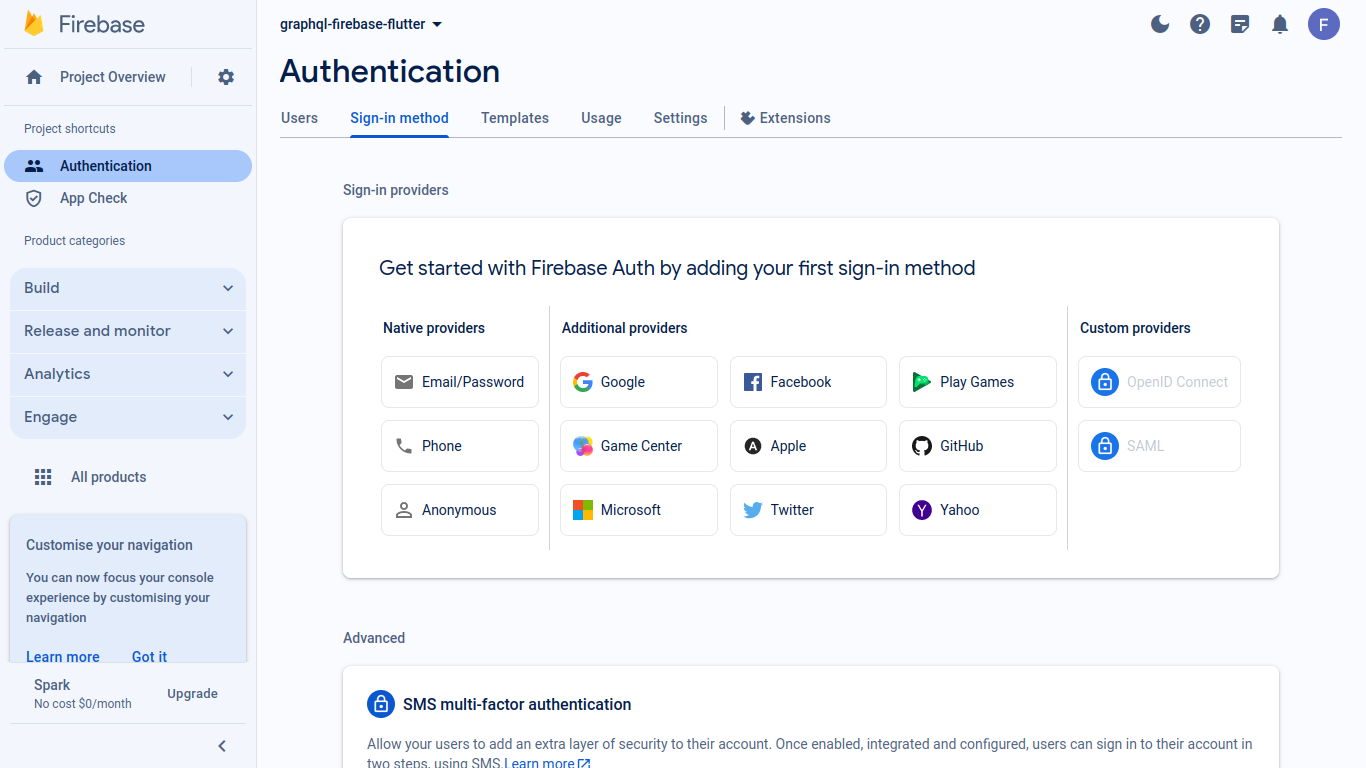 Firebase
Project Overview
Project shortcuts
Authentication
App Check
Product categories
Build
Release and monitor
Analytics
Engage
All products
Customise your navigation
You can now focus your console
experience by customising your
navigation
Learn more Got it
Spark
No cost $0/month
Upgrade
graphql-firebase-flutter
F
Authentication
Users Sign-in method Templates Usage Settings Extensions
Sign-in providers
Get started with Firebase Auth by adding your first sign-in method
Native providers
Email/Password
Phone
Anonymous
Additional providers
Google Facebook Play Games
Game Center Apple GitHub
Microsoft Twitter Yahoo
Custom providers
OpenID Connect
SAML
Advanced
SMS multi-factor authentication
Allow your users to add an extra layer of security to their account. Once enabled, integrated and configured, users can sign in to their account in
two steps, using SMS.Learn more